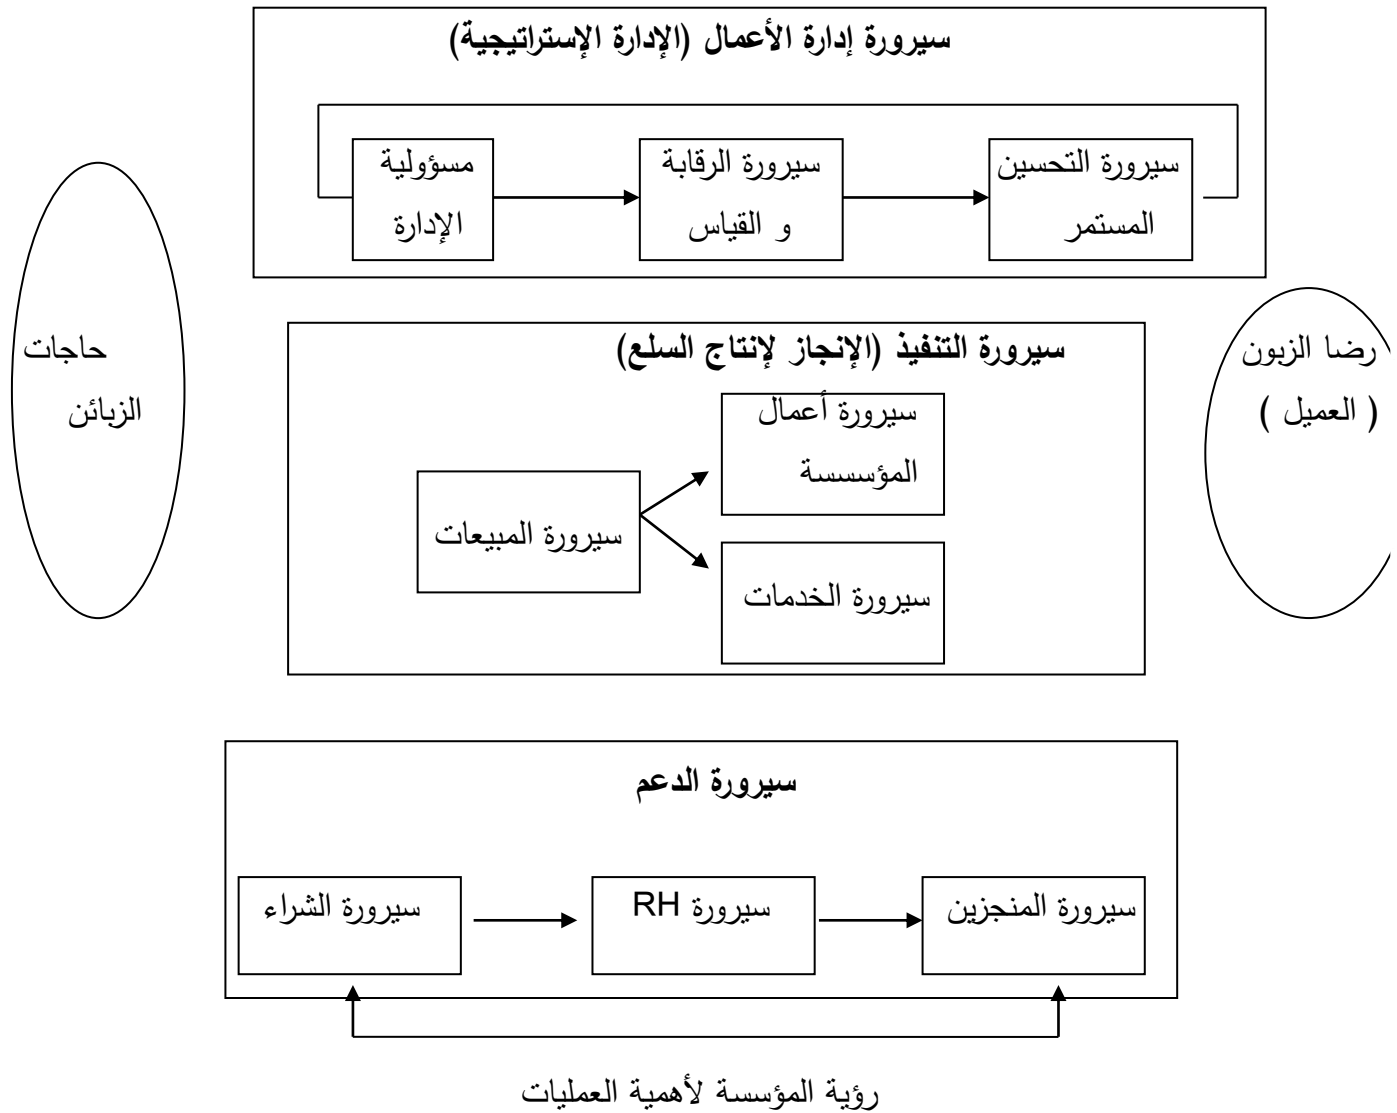 سيرورة إدارة الأعمال (الإدارة الإستراتيجية)
مسؤولية
الإدارة
سيرورة الرقابة
و القياس
سيرورة التحسين
المستمر
حاجات
الزبائن
رضا الزبون
( العميل )
سيرورة التنفيذ (الإنجاز لإنتاج السلع)
سيرورة أعمال
المؤسسسة
سيرورة المبيعات
سيرورة الخدمات
سيرورة الدعم
سيرورة الشراء
سيرورة RH
سيرورة المنجزين
رؤية المؤسسة لأهمية العمليات